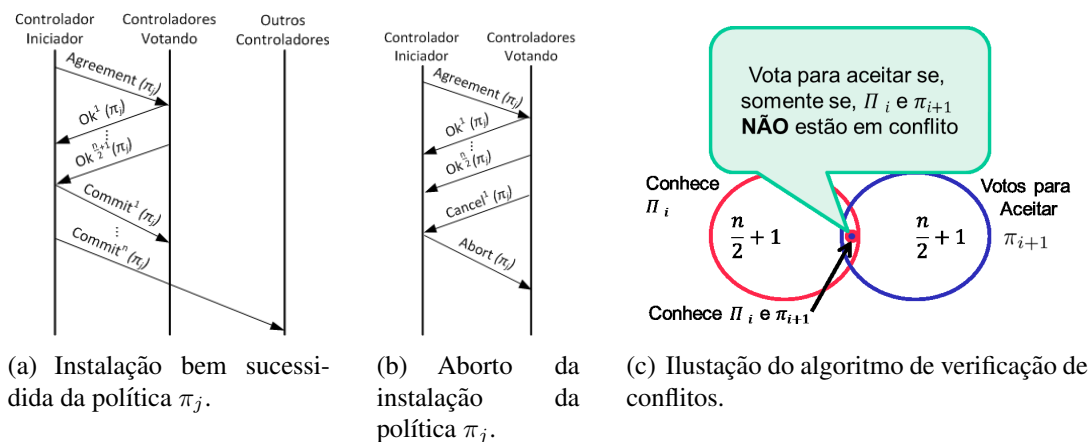 Controlador
Iniciador
Controladores
Votando
Outros
Controladores
Agreement (πⱼ)
Ok¹ (πⱼ)
⋮
Ok^(n/2+1) (πⱼ)
Commit¹ (πⱼ)
⋮
Commitⁿ (πⱼ)
(a) Instalação bem sucessi-
dida da política πⱼ.
Controlador
Iniciador
Controladores
Votando
Agreement (πⱼ)
Ok¹ (πⱼ)
⋮
Ok^(n/2) (πⱼ)
Cancel¹ (πⱼ)
Abort (πⱼ)
(b) Aborto da
instalação da
política πⱼ.
Vota para aceitar se,
somente se, Π ᵢ e πᵢ₊₁
NÃO estão em conflito
Conhece
Π ᵢ
n/2 + 1
n/2 + 1
Votos para
Aceitar
πᵢ₊₁
Conhece Π ᵢ e πᵢ₊₁
(c) Ilustação do algoritmo de verificação de
conflitos.